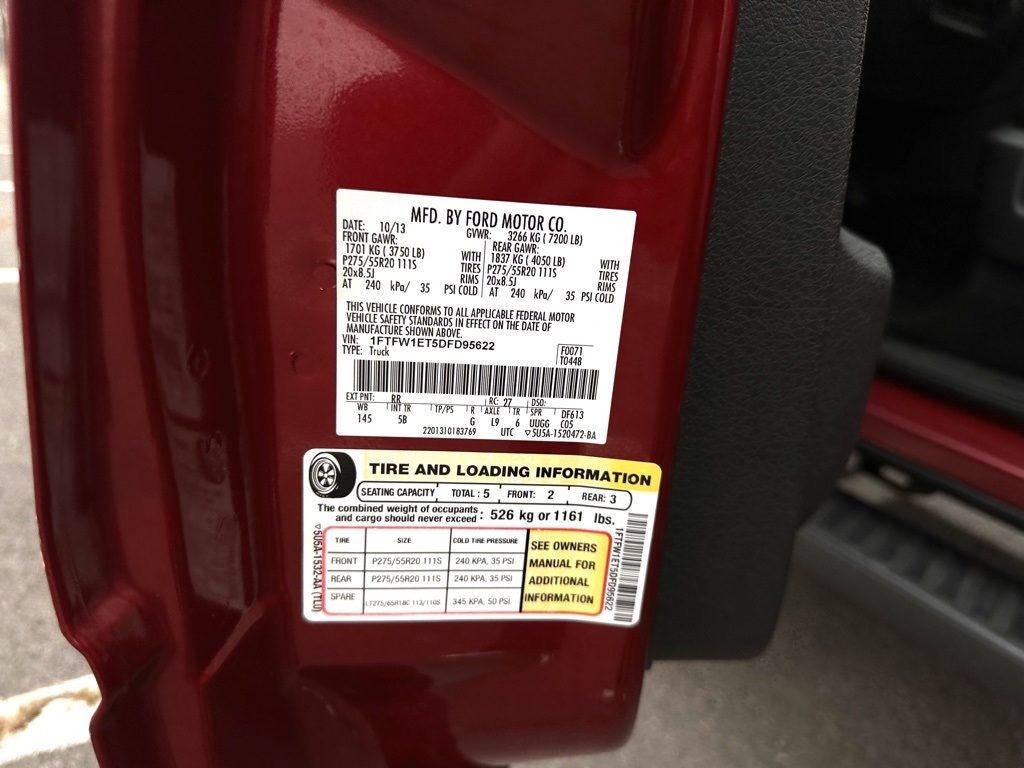 MFD. BY FORD MOTOR CO.
DATE: 10/13 GVWR: 3266 KG ( 7200 LB)
FRONT GAWR: REAR GAWR:
1701 KG ( 3750 LB) WITH 1837 KG ( 4050 LB) WITH
P275/55R20 111S TIRES P275/55R20 111S TIRES
20x8.5J RIMS 20x8.5J RIMS
AT 240 kPa/ 35 PSI COLD AT 240 kPa/ 35 PSI COLD
THIS VEHICLE CONFORMS TO ALL APPLICABLE FEDERAL MOTOR
VEHICLE SAFETY STANDARDS IN EFFECT ON THE DATE OF
MANUFACTURE SHOWN ABOVE.
VIN: 1FTFW1ET5DFD95622 F0071
TYPE: Truck T0448
EXT PNT: RR RC: 27 DSO:
WB INT TR TP/PS R AXLE TR SPR DF613
145 5B G L9 6 UUGG C05
2201310183769 UTC ▽5U5A-1520472-BA
TIRE AND LOADING INFORMATION
SEATING CAPACITY TOTAL : 5 FRONT: 2 REAR: 3
The combined weight of occupants
and cargo should never exceed : 526 kg or 1161 lbs.
TIRE SIZE COLD TIRE PRESSURE
FRONT P275/55R20 111S 240 KPA, 35 PSI
REAR P275/55R20 111S 240 KPA, 35 PSI
SPARE LT275/65R18C 113/110S 345 KPA, 50 PSI
SEE OWNERS
MANUAL FOR
ADDITIONAL
INFORMATION
▽5U5A-1532-AA (TLU)
1FTFW1ET5DFD95622